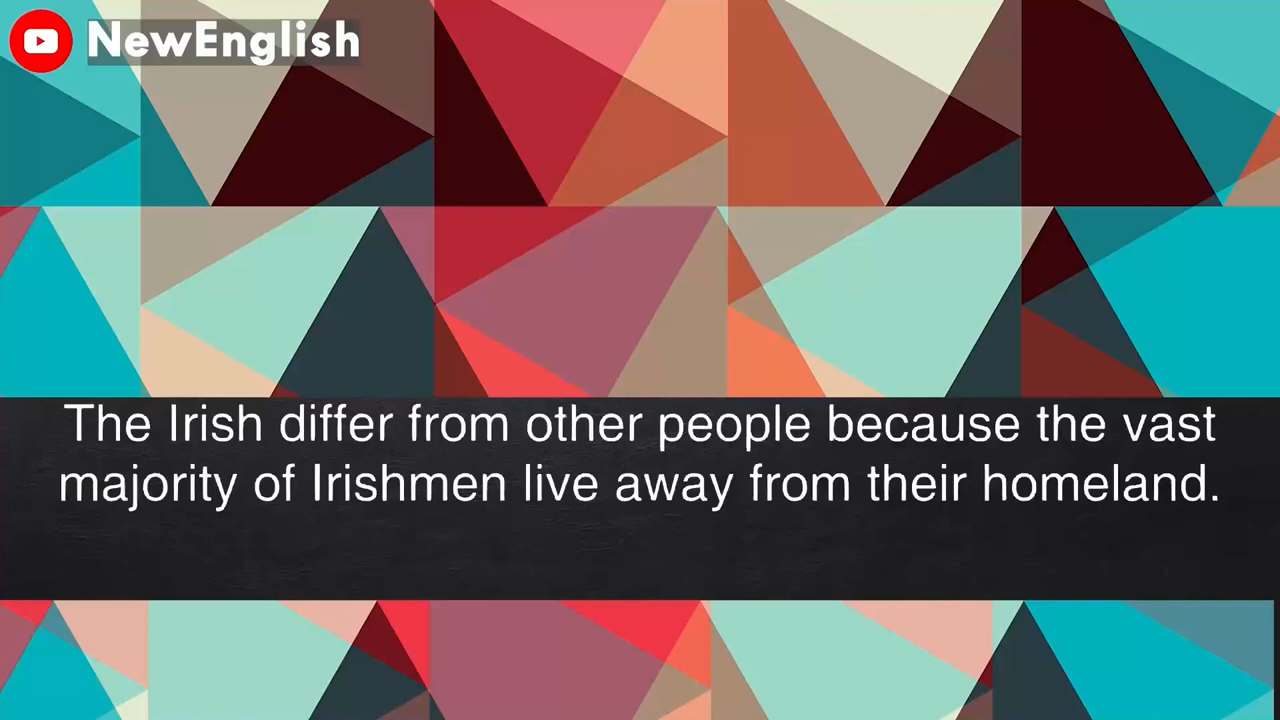 NewEnglish
The Irish differ from other people because the vast
majority of Irishmen live away from their homeland.